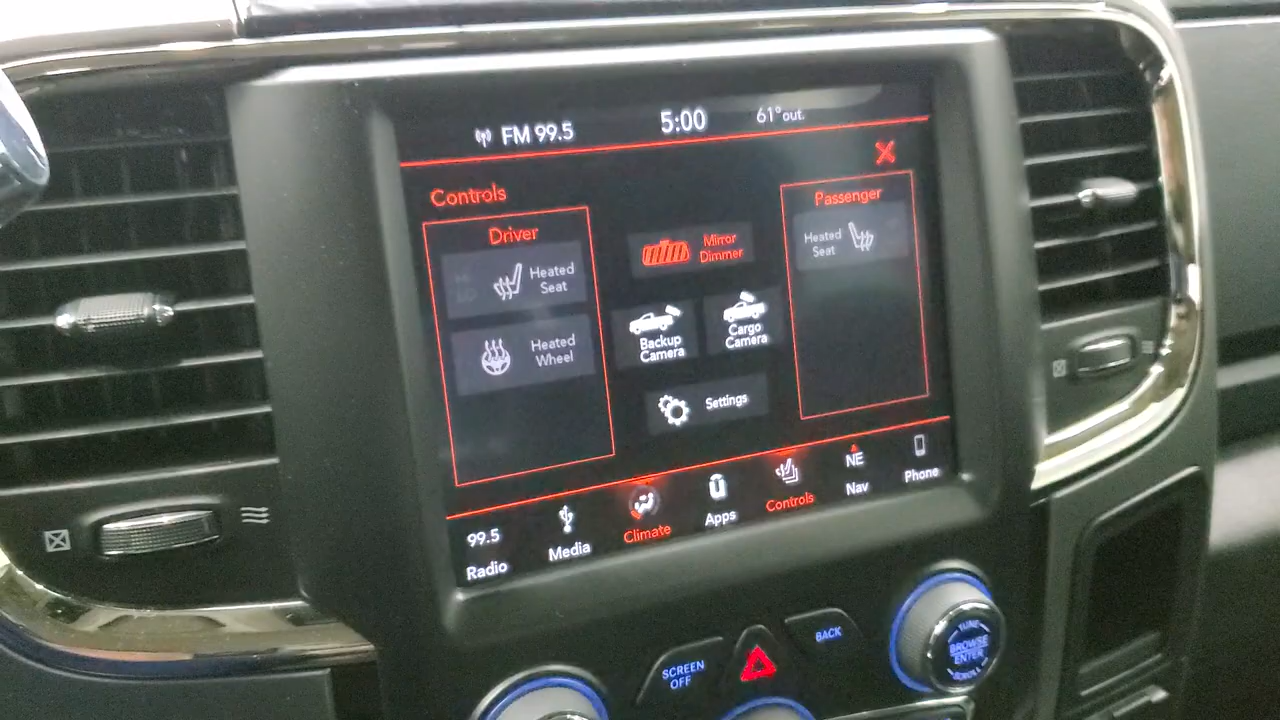 FM 99.5
5:00
61° out.
Controls
Driver
Heated
Seat
Heated
Wheel
Mirror
Dimmer
Backup
Camera
Cargo
Camera
Settings
Passenger
Heated
Seat
99.5
Radio
Media
Climate
Apps
Controls
NE
Nav
Phone
SCREEN
OFF
BACK
TUNE
BROWSE
ENTER
SCROLL